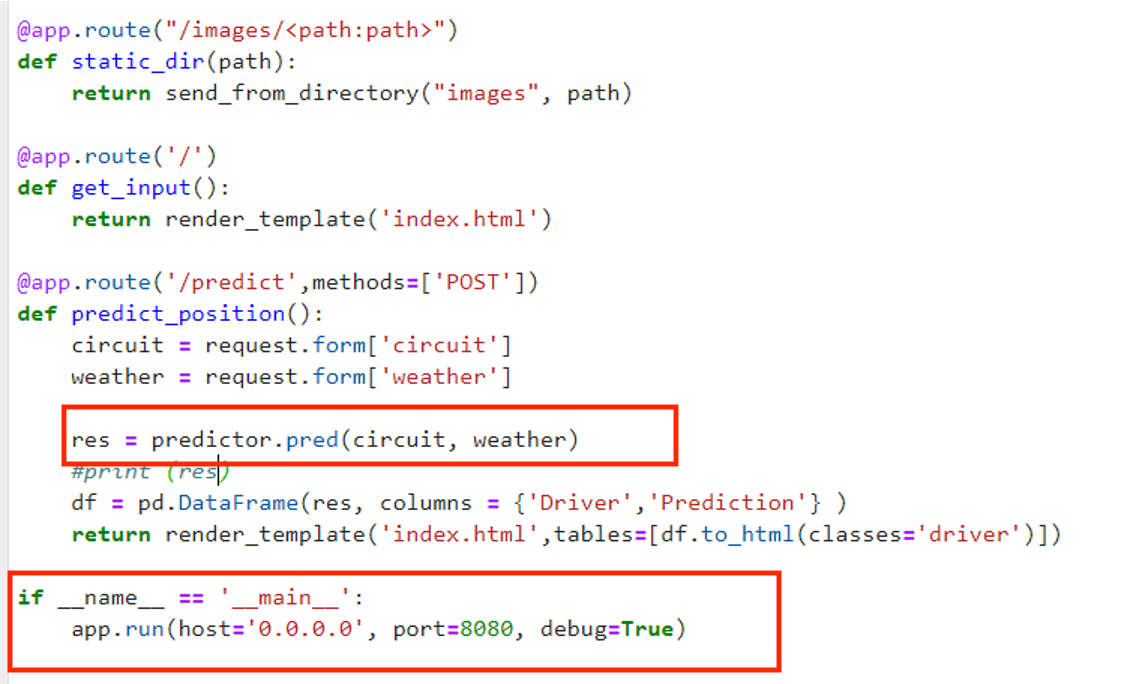 @app.route("/images/<path:path>")
def static_dir(path):
    return send_from_directory("images", path)
@app.route('/')
def get_input():
    return render_template('index.html')
@app.route('/predict',methods=['POST'])
def predict_position():
    circuit = request.form['circuit']
    weather = request.form['weather']
    res = predictor.pred(circuit, weather)
    #print (res)
    df = pd.DataFrame(res, columns = {'Driver','Prediction'} )
    return render_template('index.html',tables=[df.to_html(classes='driver')])
if __name__ == '__main__':
    app.run(host='0.0.0.0', port=8080, debug=True)